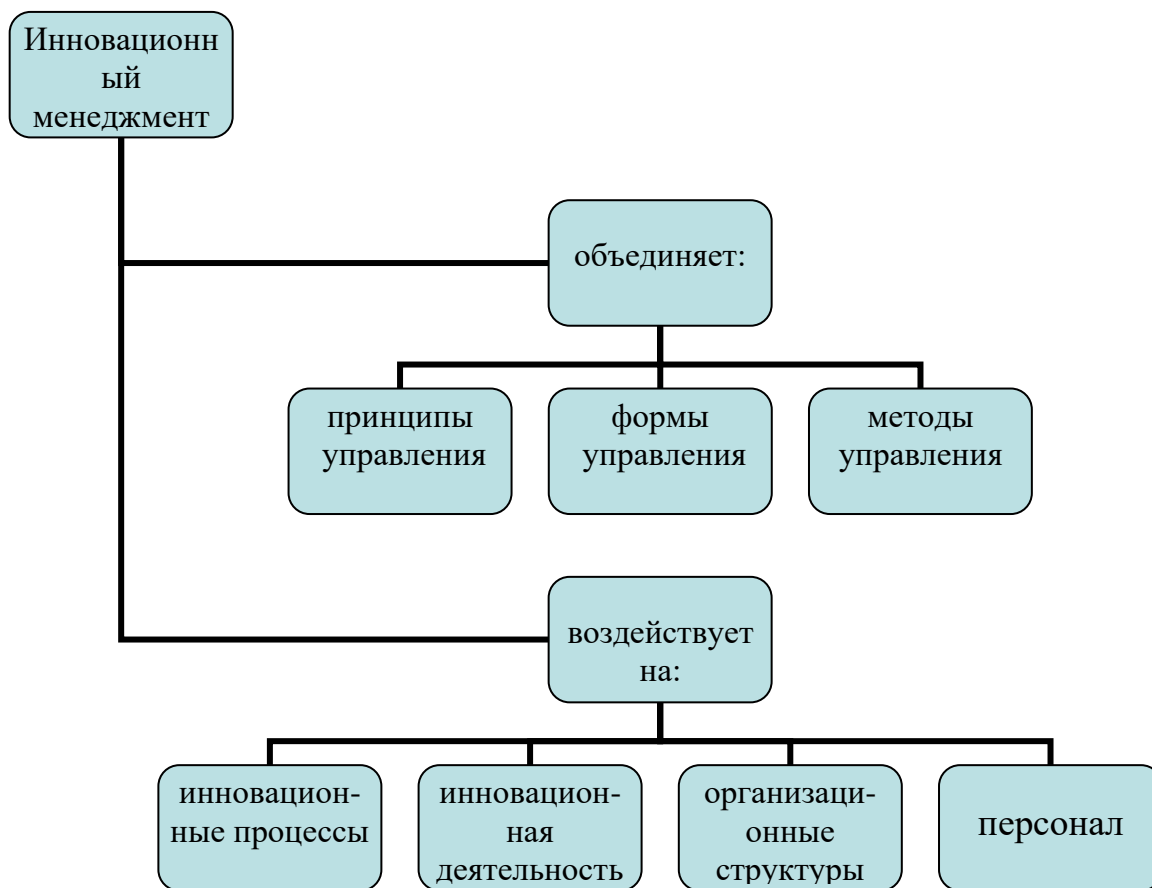 Инновационн
ый
менеджмент
объединяет:
принципы
управления
формы
управления
методы
управления
воздействует
на:
инновацион-
ные процессы
инновацион-
ная
деятельность
организаци-
онные
структуры
персонал